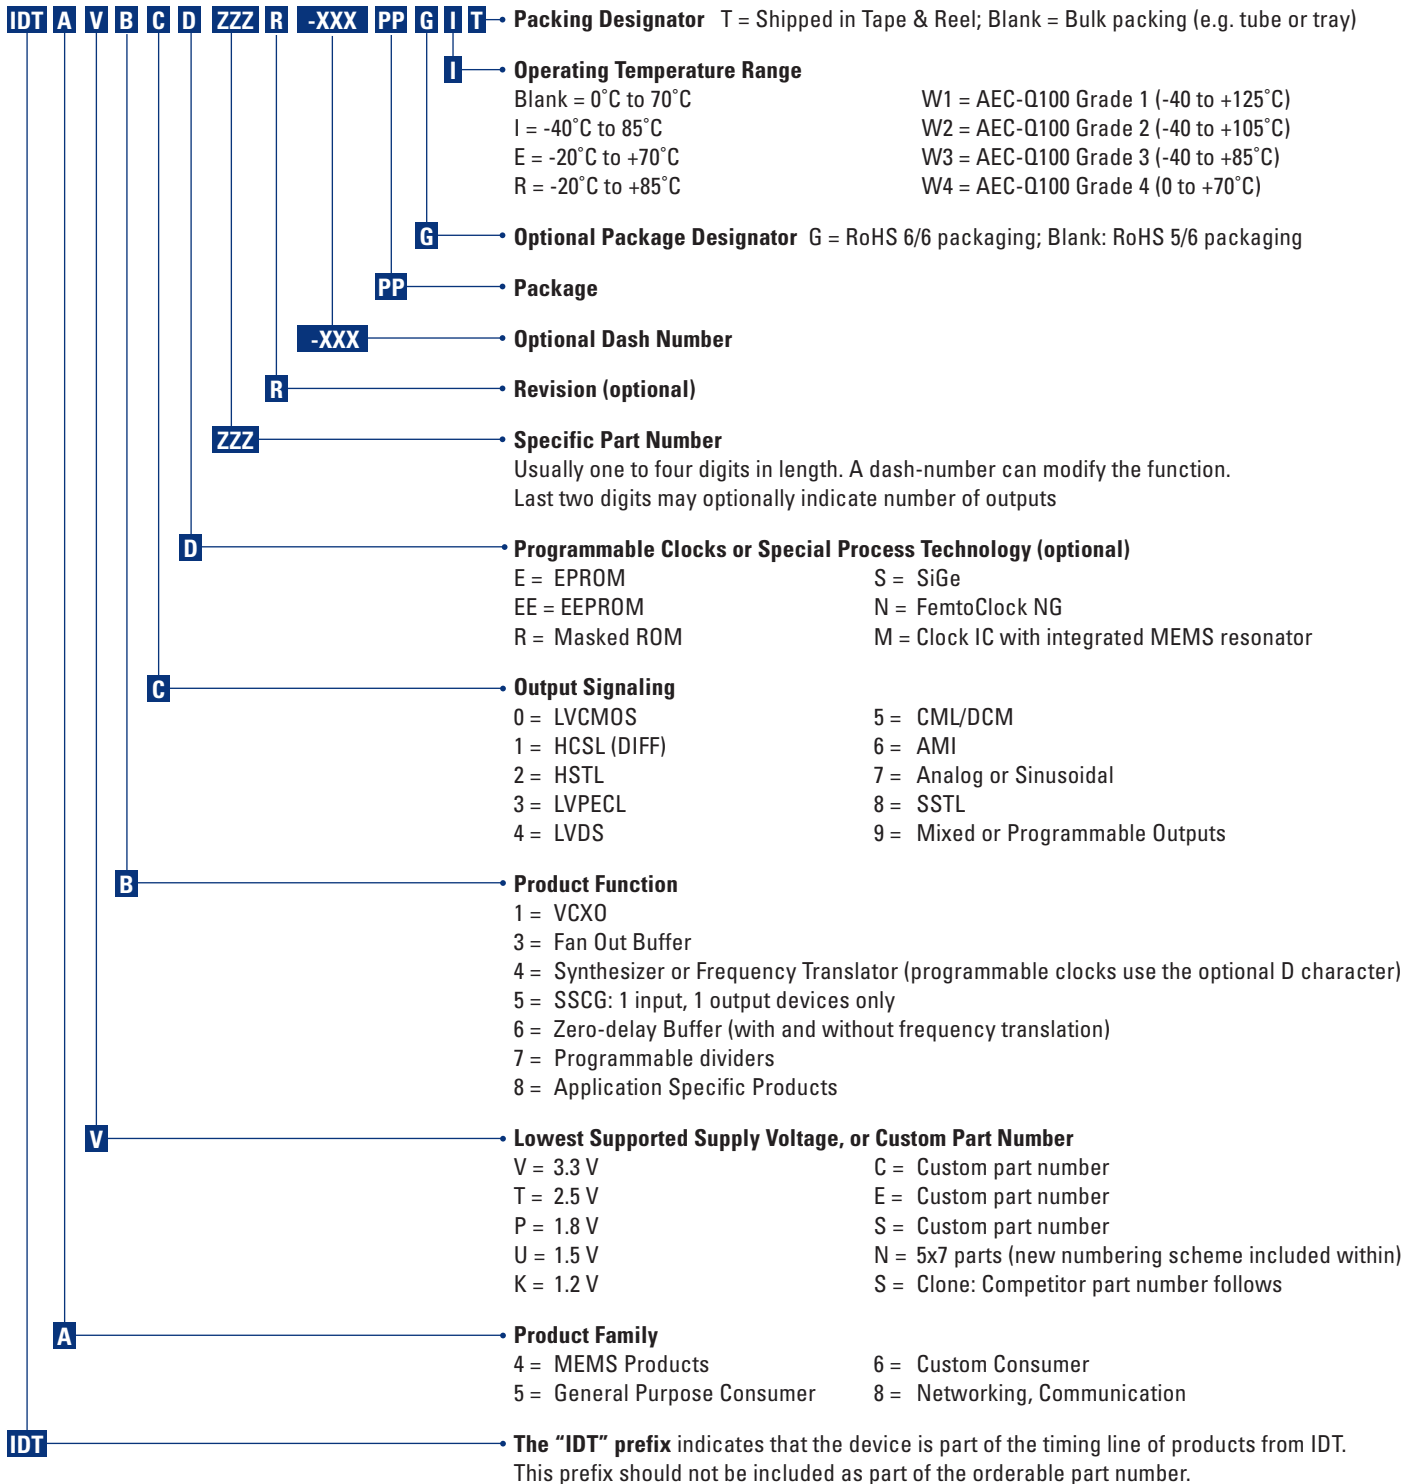 IDT A V B C D ZZZ R -XXX PP G I T Packing Designator T = Shipped in Tape & Reel; Blank = Bulk packing (e.g. tube or tray)
I Operating Temperature Range
Blank = 0˚C to 70˚C W1 = AEC-Q100 Grade 1 (-40 to +125˚C)
I = -40˚C to 85˚C W2 = AEC-Q100 Grade 2 (-40 to +105˚C)
E = -20˚C to +70˚C W3 = AEC-Q100 Grade 3 (-40 to +85˚C)
R = -20˚C to +85˚C W4 = AEC-Q100 Grade 4 (0 to +70˚C)
G Optional Package Designator G = RoHS 6/6 packaging; Blank: RoHS 5/6 packaging
PP Package
-XXX Optional Dash Number
R Revision (optional)
ZZZ Specific Part Number
Usually one to four digits in length. A dash-number can modify the function.
Last two digits may optionally indicate number of outputs
D Programmable Clocks or Special Process Technology (optional)
E = EPROM S = SiGe
EE = EEPROM N = FemtoClock NG
R = Masked ROM M = Clock IC with integrated MEMS resonator
C Output Signaling
0 = LVCMOS 5 = CML/DCM
1 = HCSL (DIFF) 6 = AMI
2 = HSTL 7 = Analog or Sinusoidal
3 = LVPECL 8 = SSTL
4 = LVDS 9 = Mixed or Programmable Outputs
B Product Function
1 = VCXO
3 = Fan Out Buffer
4 = Synthesizer or Frequency Translator (programmable clocks use the optional D character)
5 = SSCG: 1 input, 1 output devices only
6 = Zero-delay Buffer (with and without frequency translation)
7 = Programmable dividers
8 = Application Specific Products
V Lowest Supported Supply Voltage, or Custom Part Number
V = 3.3 V C = Custom part number
T = 2.5 V E = Custom part number
P = 1.8 V S = Custom part number
U = 1.5 V N = 5x7 parts (new numbering scheme included within)
K = 1.2 V S = Clone: Competitor part number follows
A Product Family
4 = MEMS Products 6 = Custom Consumer
5 = General Purpose Consumer 8 = Networking, Communication
IDT The “IDT” prefix indicates that the device is part of the timing line of products from IDT.
This prefix should not be included as part of the orderable part number.